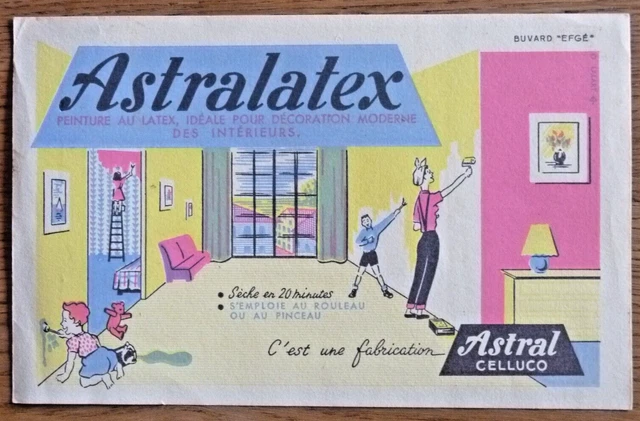 BUVARD "EFGÉ"
Astralatex
PEINTURE AU LATEX, IDÉALE POUR DÉCORATION MODERNE
DES INTÉRIEURS.
• Sèche en 20 minutes
• S'EMPLOIE AU ROULEAU
OU AU PINCEAU
C'est une fabrication
Astral
CELLUCO